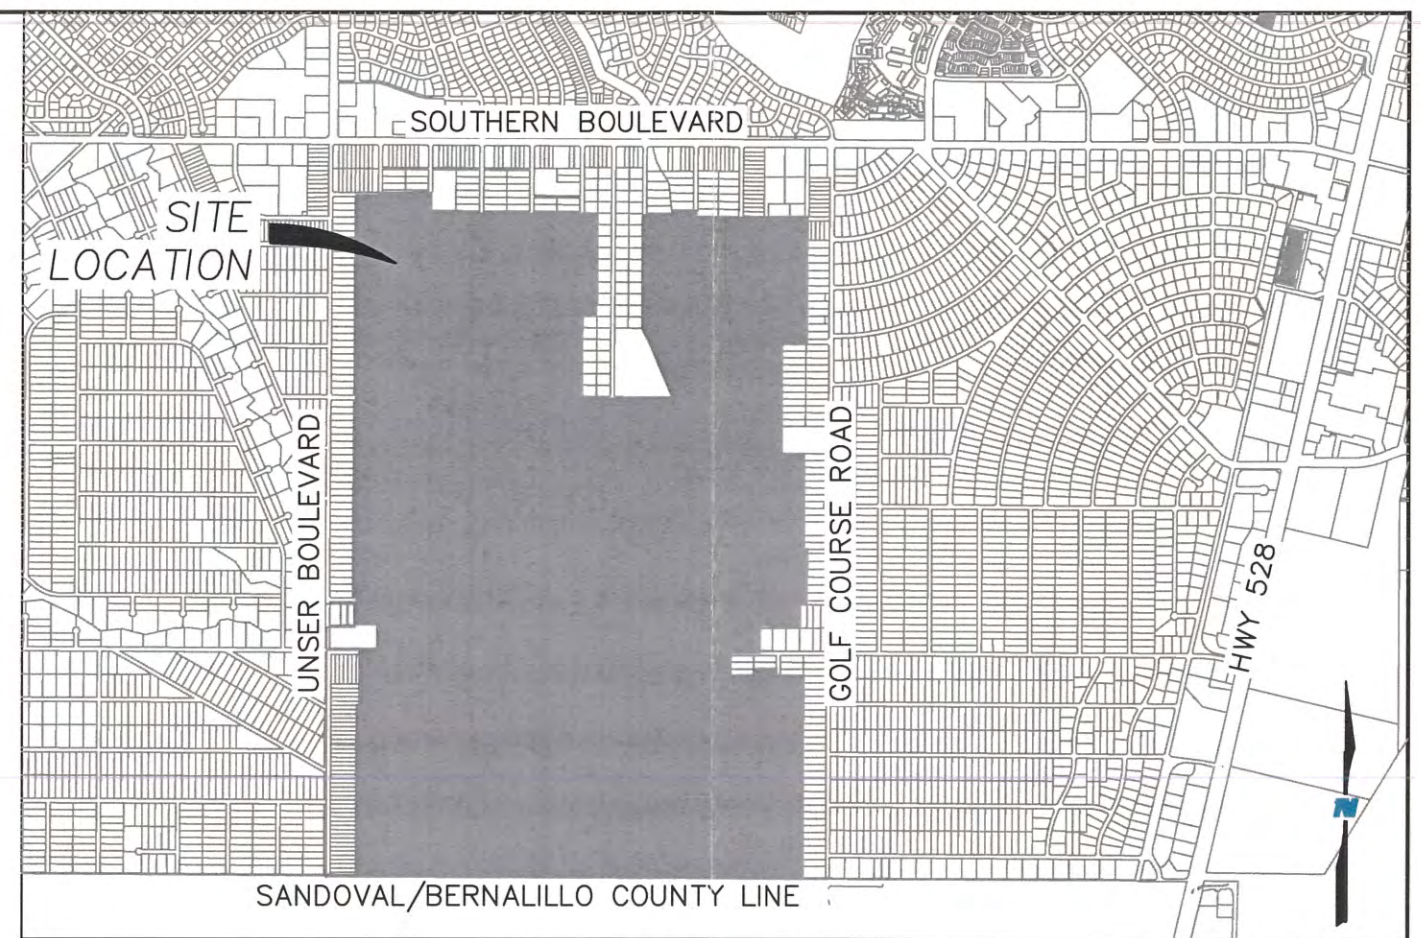 SOUTHERN BOULEVARD
SITE
LOCATION
UNSER BOULEVARD
GOLF COURSE ROAD
HWY 528
N
SANDOVAL/BERNALILLO COUNTY LINE